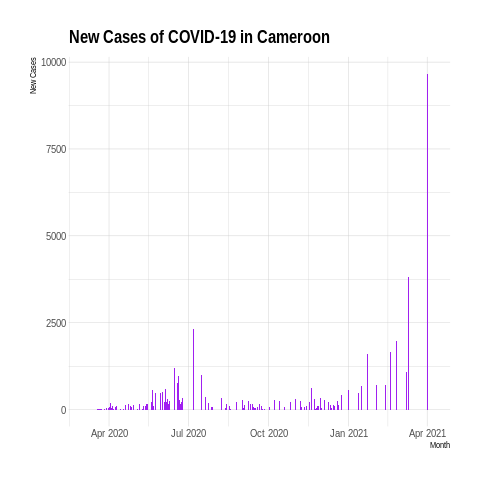 New Cases of COVID-19 in Cameroon
New Cases
10000
7500
5000
2500
0
Apr 2020
Jul 2020
Oct 2020
Jan 2021
Apr 2021
Month